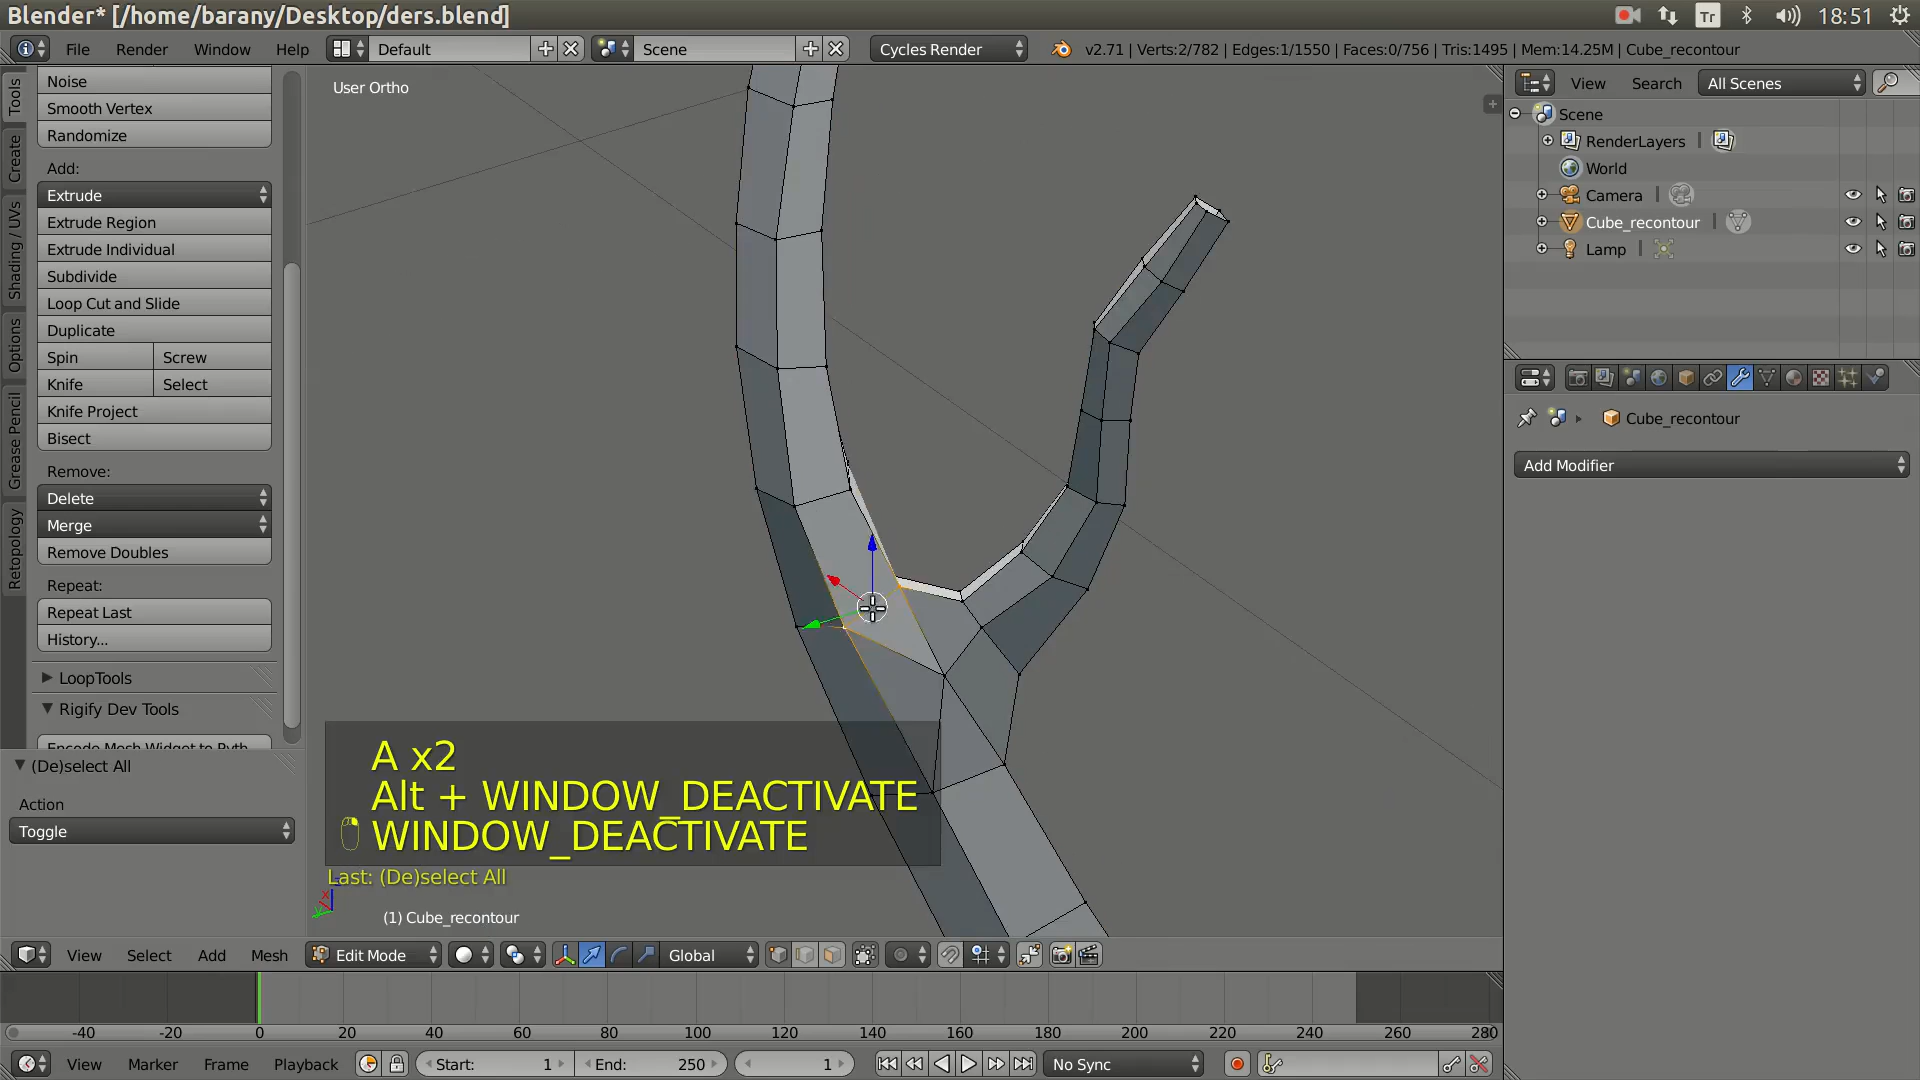 Blender* [/home/barany/Desktop/ders.blend]
Tr
18:51
File
Render
Window
Help
Default
Scene
Cycles Render
v2.71 | Verts:2/782 | Edges:1/1550 | Faces:0/756 | Tris:1495 | Mem:14.25M | Cube_recontour
Tools
Create
Shading / UVs
Options
Grease Pencil
Retopology
Noise
Smooth Vertex
Randomize
Add:
Extrude
Extrude Region
Extrude Individual
Subdivide
Loop Cut and Slide
Duplicate
Spin
Screw
Knife
Select
Knife Project
Bisect
Remove:
Delete
Merge
Remove Doubles
Repeat:
Repeat Last
History...
LoopTools
Rigify Dev Tools
Encode Mesh Widget to Pyth
(De)select All
Action
Toggle
User Ortho
A x2
Alt + WINDOW_DEACTIVATE
WINDOW_DEACTIVATE
Last: (De)select All
(1) Cube_recontour
View
Select
Add
Mesh
Edit Mode
Global
-40 -20 0 20 40 60 80 100 120 140 160 180 200 220 240 260 280
View
Marker
Frame
Playback
Start: 1
End: 250
1
No Sync
View
Search
All Scenes
Scene
RenderLayers
World
Camera
Cube_recontour
Lamp
Cube_recontour
Add Modifier